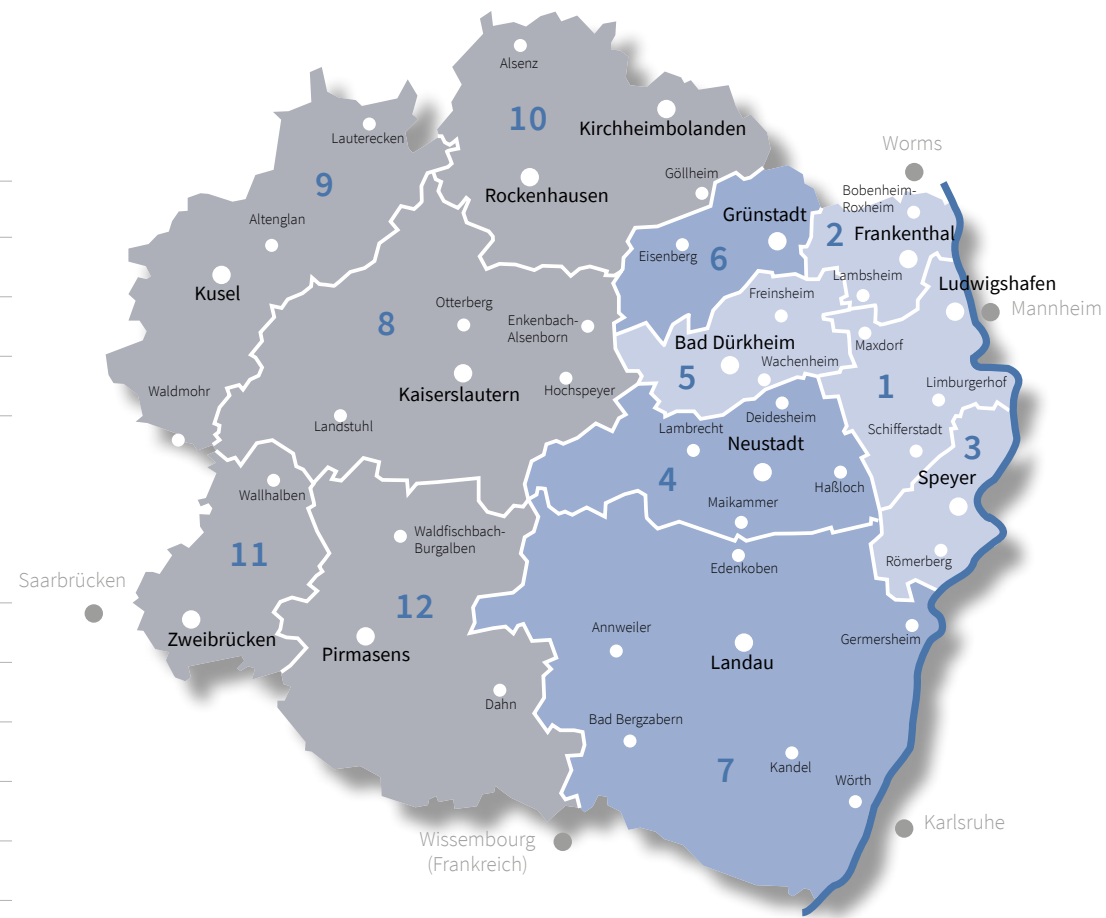 Alsenz
10
Kirchheimbolanden
Lauterecken
Worms
Göllheim
9
Rockenhausen
Bobenheim-
Roxheim
Grünstadt
Altenglan
2
Frankenthal
Eisenberg
6
Lambsheim
Ludwigshafen
Kusel
Freinsheim
Otterberg
Mannheim
8
Enkenbach-
Alsenborn
Bad Dürkheim
Maxdorf
Wachenheim
5
Limburgerhof
1
Waldmohr
Kaiserslautern
Hochspeyer
Deidesheim
Landstuhl
Lambrecht
Schifferstadt
Neustadt
3
Speyer
4
Haßloch
Wallhalben
Maikammer
Waldfischbach-
Burgalben
11
Edenkoben
Römerberg
Saarbrücken
12
Annweiler
Germersheim
Zweibrücken
Pirmasens
Landau
Dahn
Bad Bergzabern
7
Kandel
Wörth
Karlsruhe
Wissembourg
(Frankreich)